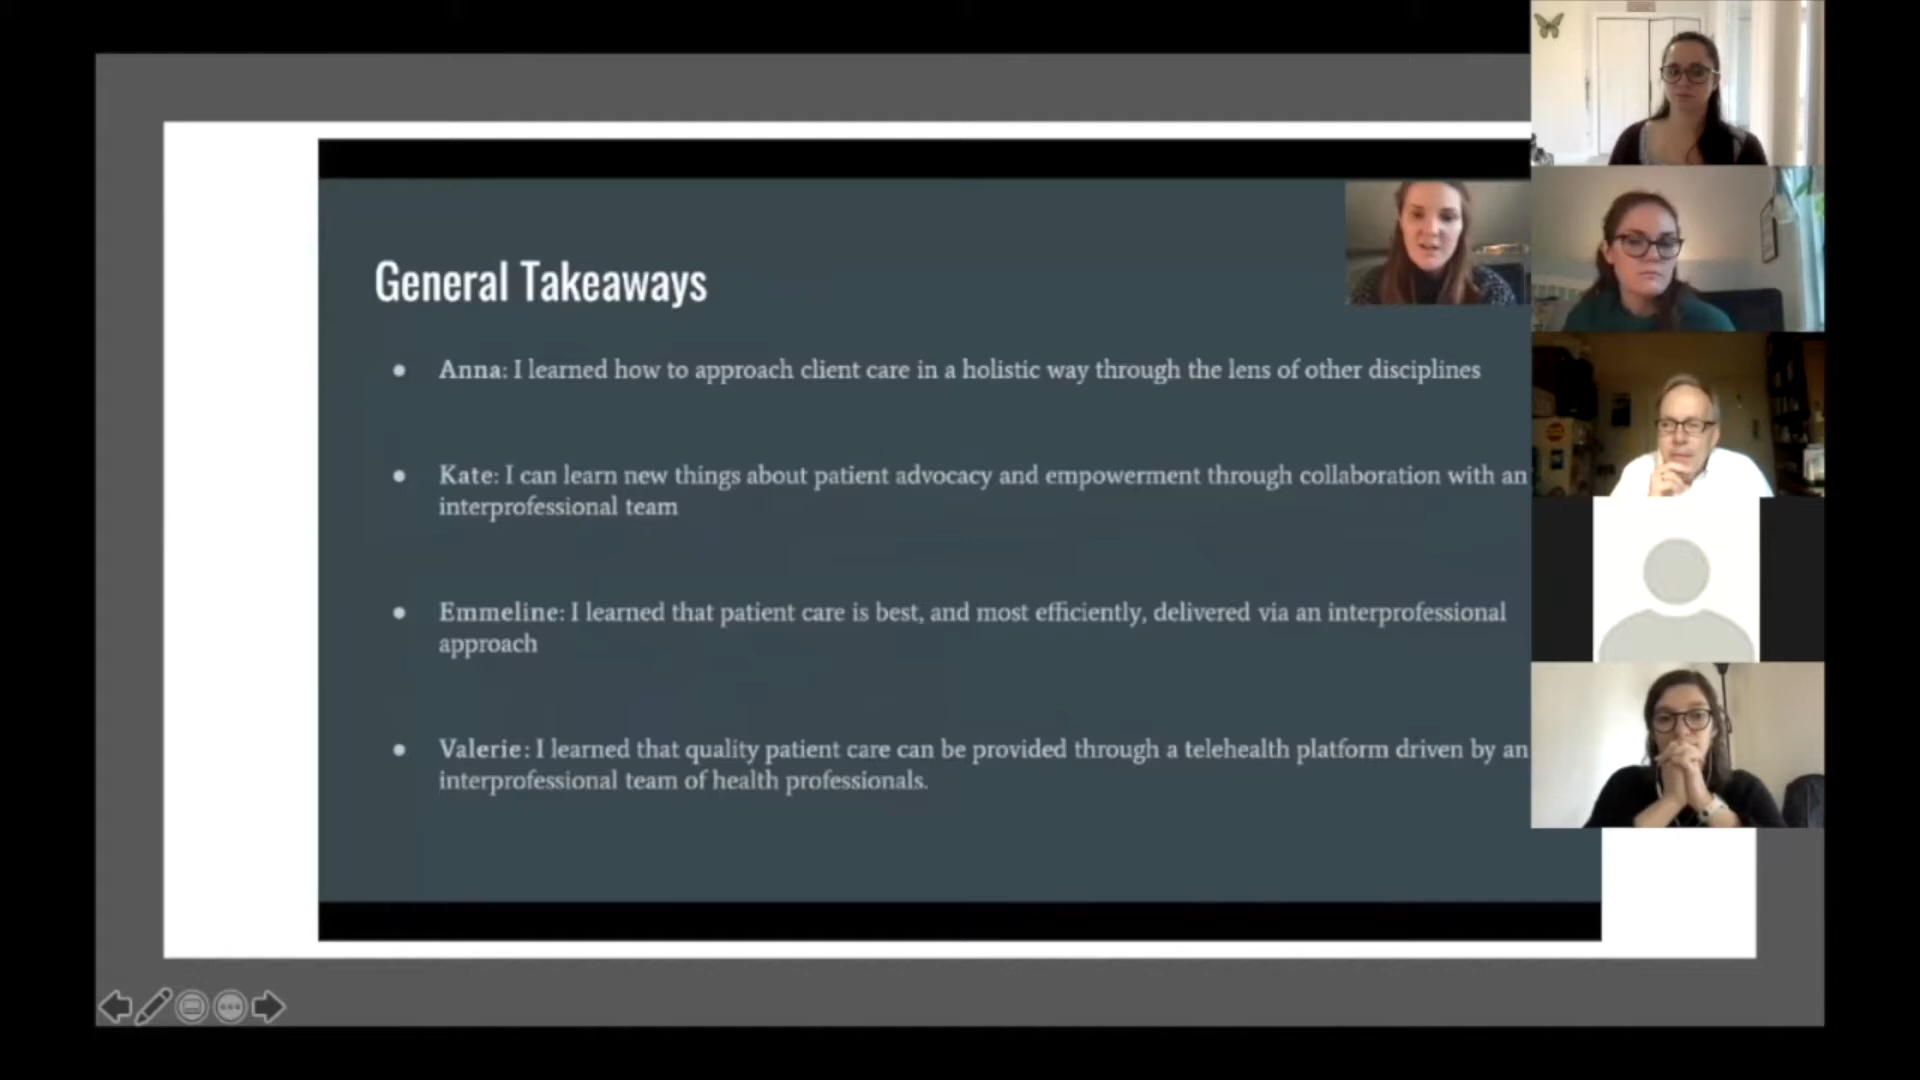 General Takeaways
● Anna: I learned how to approach client care in a holistic way through the lens of other disciplines
● Kate: I can learn new things about patient advocacy and empowerment through collaboration with an
interprofessional team
● Emmeline: I learned that patient care is best, and most efficiently, delivered via an interprofessional
approach
● Valerie: I learned that quality patient care can be provided through a telehealth platform driven by an
interprofessional team of health professionals.